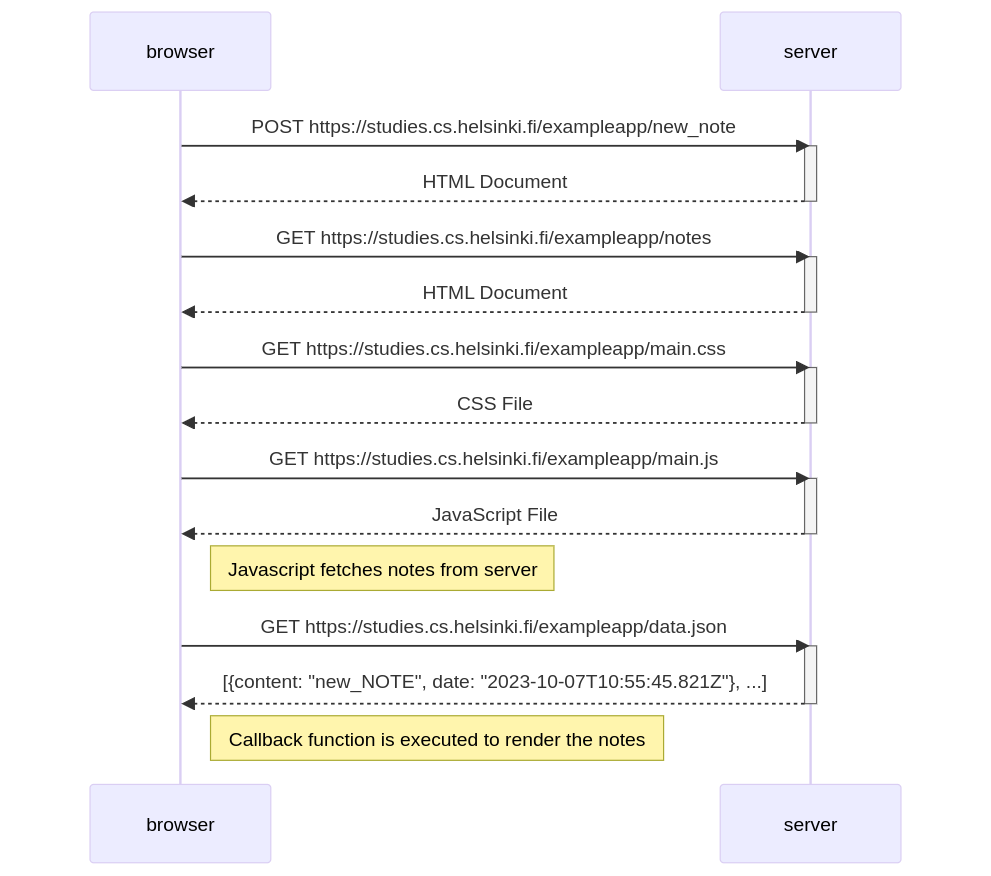 browser
server
POST https://studies.cs.helsinki.fi/exampleapp/new_note
HTML Document
GET https://studies.cs.helsinki.fi/exampleapp/notes
HTML Document
GET https://studies.cs.helsinki.fi/exampleapp/main.css
CSS File
GET https://studies.cs.helsinki.fi/exampleapp/main.js
JavaScript File
Javascript fetches notes from server
GET https://studies.cs.helsinki.fi/exampleapp/data.json
[{content: "new_NOTE", date: "2023-10-07T10:55:45.821Z"}, ...]
Callback function is executed to render the notes
browser
server